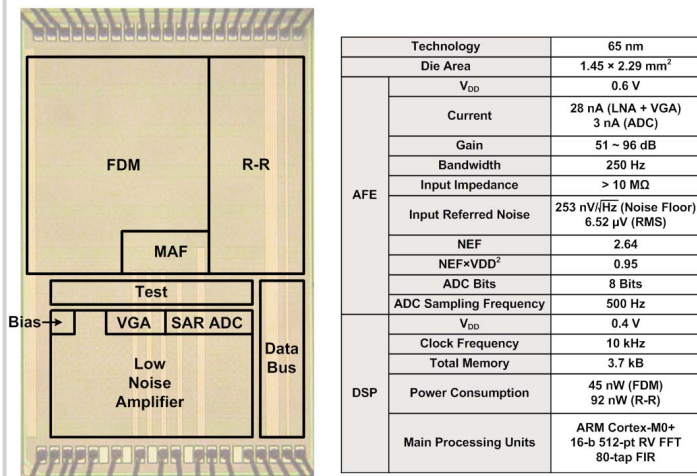 FDM
R-R
MAF
Test
Bias
VGA
SAR ADC
Low
Noise
Amplifier
Data
Bus
Technology 65 nm
Die Area 1.45 × 2.29 mm²
AFE
V_DD 0.6 V
Current 28 nA (LNA + VGA)
3 nA (ADC)
Gain 51 ~ 96 dB
Bandwidth 250 Hz
Input Impedance > 10 MΩ
Input Referred Noise 253 nV/√Hz (Noise Floor)
6.52 µV (RMS)
NEF 2.64
NEF×VDD² 0.95
ADC Bits 8 Bits
ADC Sampling Frequency 500 Hz
DSP
V_DD 0.4 V
Clock Frequency 10 kHz
Total Memory 3.7 kB
Power Consumption 45 nW (FDM)
92 nW (R-R)
Main Processing Units ARM Cortex-M0+
16-b 512-pt RV FFT
80-tap FIR